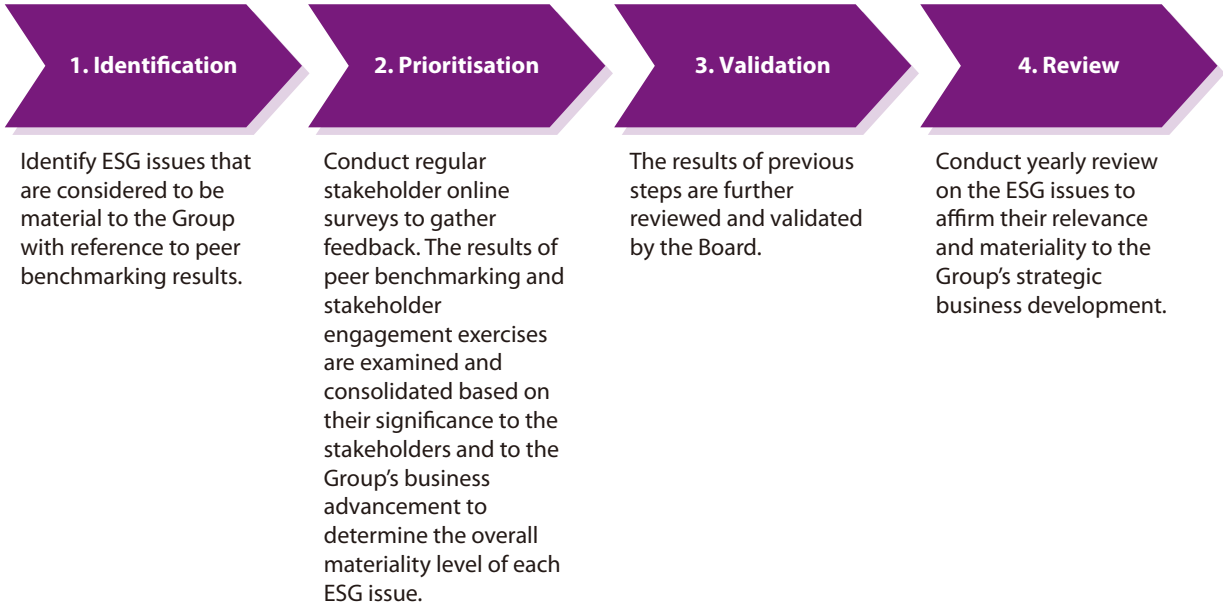 1. Identification
Identify ESG issues that
are considered to be
material to the Group
with reference to peer
benchmarking results.
2. Prioritisation
Conduct regular
stakeholder online
surveys to gather
feedback. The results of
peer benchmarking and
stakeholder
engagement exercises
are examined and
consolidated based on
their significance to the
stakeholders and to the
Group's business
advancement to
determine the overall
materiality level of each
ESG issue.
3. Validation
The results of previous
steps are further
reviewed and validated
by the Board.
4. Review
Conduct yearly review
on the ESG issues to
affirm their relevance
and materiality to the
Group's strategic
business development.